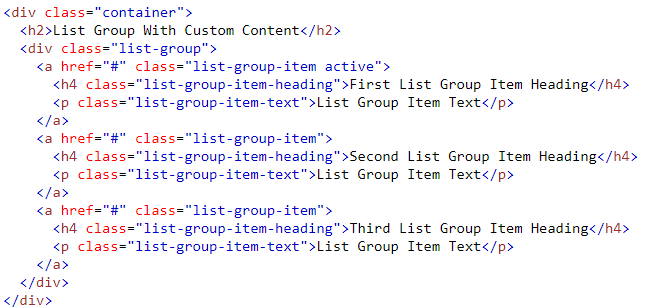 <div class="container">
  <h2>List Group With Custom Content</h2>
  <div class="list-group">
    <a href="#" class="list-group-item active">
      <h4 class="list-group-item-heading">First List Group Item Heading</h4>
      <p class="list-group-item-text">List Group Item Text</p>
    </a>
    <a href="#" class="list-group-item">
      <h4 class="list-group-item-heading">Second List Group Item Heading</h4>
      <p class="list-group-item-text">List Group Item Text</p>
    </a>
    <a href="#" class="list-group-item">
      <h4 class="list-group-item-heading">Third List Group Item Heading</h4>
      <p class="list-group-item-text">List Group Item Text</p>
    </a>
  </div>
</div>